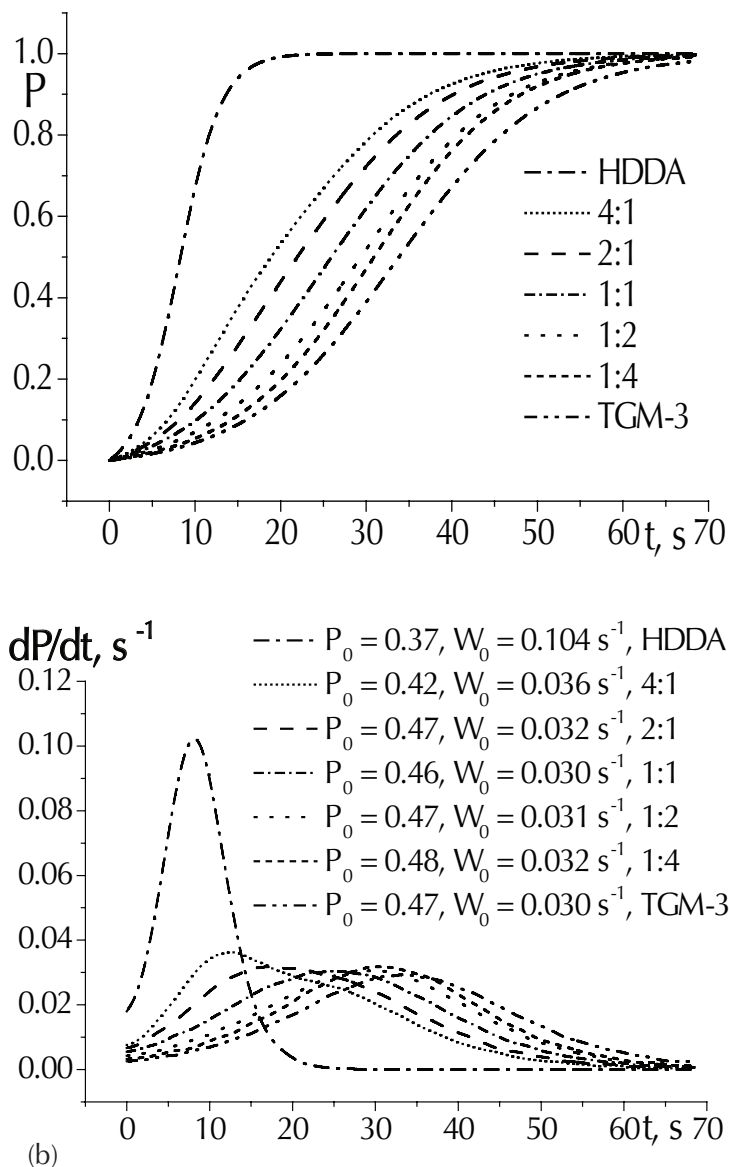 1.0
P
0.8
0.6
0.4
0.2
0.0
HDDA
4:1
2:1
1:1
1:2
1:4
TGM-3
0 10 20 30 40 50 60 t, s 70
dP/dt, s⁻¹
0.12
0.10
0.08
0.06
0.04
0.02
0.00
P₀ = 0.37, W₀ = 0.104 s⁻¹, HDDA
P₀ = 0.42, W₀ = 0.036 s⁻¹, 4:1
P₀ = 0.47, W₀ = 0.032 s⁻¹, 2:1
P₀ = 0.46, W₀ = 0.030 s⁻¹, 1:1
P₀ = 0.47, W₀ = 0.031 s⁻¹, 1:2
P₀ = 0.48, W₀ = 0.032 s⁻¹, 1:4
P₀ = 0.47, W₀ = 0.030 s⁻¹, TGM-3
0 10 20 30 40 50 60 t, s 70
(b)